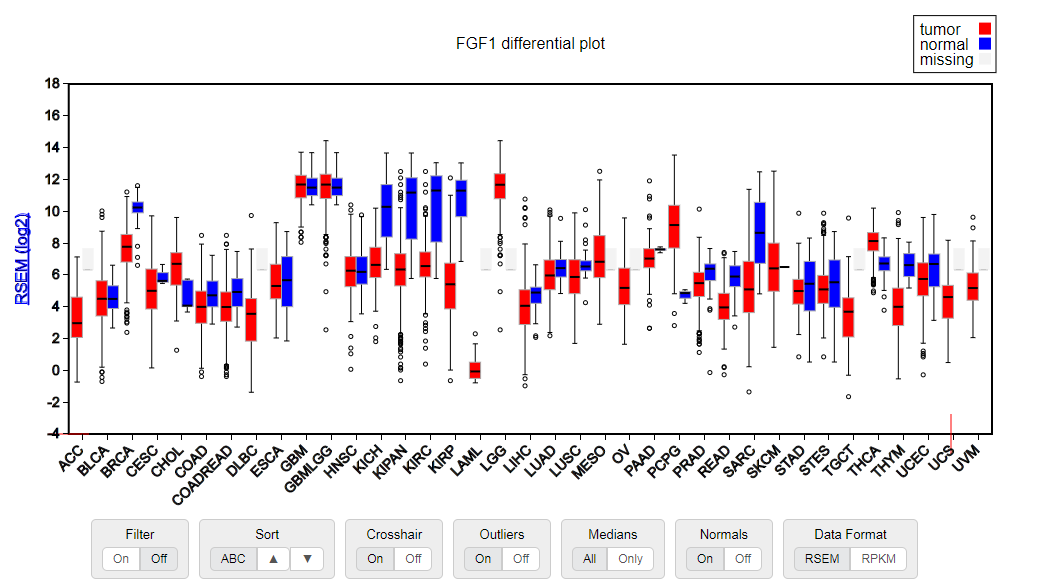 FGF1 differential plot
tumor
normal
missing
RSEM (log2)
18
16
14
12
10
8
6
4
2
0
-2
-4
ACC
BLCA
BRCA
CESC
CHOL
COAD
COADREAD
DLBC
ESCA
GBM
GBMLGG
HNSC
KICH
KIPAN
KIRC
KIRP
LAML
LGG
LIHC
LUAD
LUSC
MESO
OV
PAAD
PCPG
PRAD
READ
SARC
SKCM
STAD
STES
TGCT
THCA
THYM
UCEC
UCS
UVM
Filter
On Off
Sort
ABC ▲ ▼
Crosshair
On Off
Outliers
On Off
Medians
All Only
Normals
On Off
Data Format
RSEM RPKM